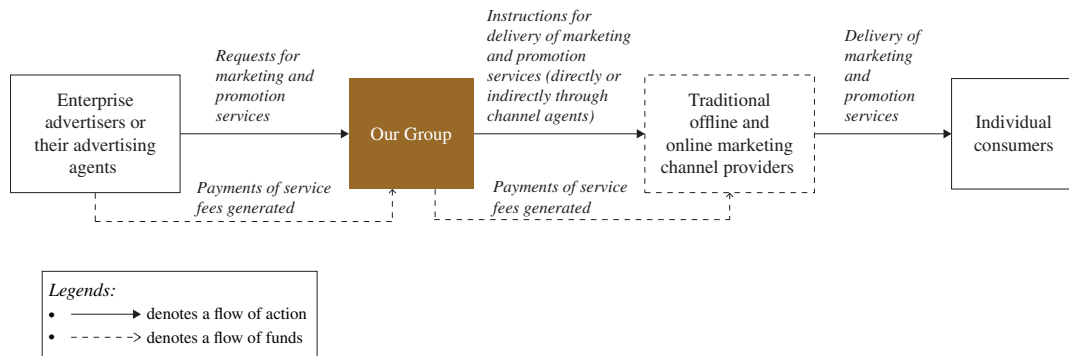 Enterprise
advertisers or
their advertising
agents
Requests for
marketing and
promotion
services
Payments of service
fees generated
Our Group
Instructions for
delivery of marketing
and promotion
services (directly or
indirectly through
channel agents)
Payments of service
fees generated
Traditional
offline and
online marketing
channel providers
Delivery of
marketing
and
promotion
services
Individual
consumers
Legends:
• denotes a flow of action
• denotes a flow of funds